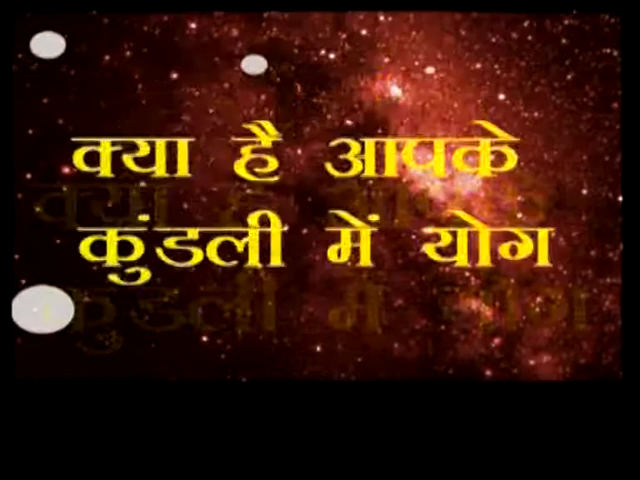 क्या है आपके
कुंडली में योग